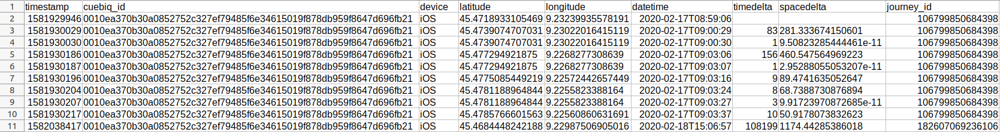 1 timestamp cuebiq_id device latitude longitude datetime timedelta spacedelta journey_id
2 1581929946 0010ea370b30a0852752c327ef79485f6e34615019f878db959f8647d696fb21 iOS 45.4718933105469 9.23239935578191 2020-02-17T08:59:06 106799850684398
3 1581930029 0010ea370b30a0852752c327ef79485f6e34615019f878db959f8647d696fb21 iOS 45.4739074707031 9.23022016415119 2020-02-17T09:00:29 83 281.333674150601 106799850684398
4 1581930030 0010ea370b30a0852752c327ef79485f6e34615019f878db959f8647d696fb21 iOS 45.4739074707031 9.23022016415119 2020-02-17T09:00:30 1 9.50823285444461e-11 106799850684398
5 1581930186 0010ea370b30a0852752c327ef79485f6e34615019f878db959f8647d696fb21 iOS 45.477294921875 9.2268277308639 2020-02-17T09:03:06 156 460.547564969223 106799850684398
6 1581930187 0010ea370b30a0852752c327ef79485f6e34615019f878db959f8647d696fb21 iOS 45.477294921875 9.2268277308639 2020-02-17T09:03:07 1 2.95288055053207e-11 106799850684398
7 1581930196 0010ea370b30a0852752c327ef79485f6e34615019f878db959f8647d696fb21 iOS 45.4775085449219 9.22572442657449 2020-02-17T09:03:16 9 89.4741635052647 106799850684398
8 1581930204 0010ea370b30a0852752c327ef79485f6e34615019f878db959f8647d696fb21 iOS 45.4781188964844 9.2255823388164 2020-02-17T09:03:24 8 68.7388730876894 106799850684398
9 1581930207 0010ea370b30a0852752c327ef79485f6e34615019f878db959f8647d696fb21 iOS 45.4781188964844 9.2255823388164 2020-02-17T09:03:27 3 9.91723970872685e-11 106799850684398
10 1581930217 0010ea370b30a0852752c327ef79485f6e34615019f878db959f8647d696fb21 iOS 45.4785766601563 9.22560860631691 2020-02-17T09:03:37 10 50.9178073832623 106799850684398
11 1582038417 0010ea370b30a0852752c327ef79485f6e34615019f878db959f8647d696fb21 iOS 45.4684448242188 9.22987506905016 2020-02-18T15:06:57 108199 1174.44285386018 182607069236106